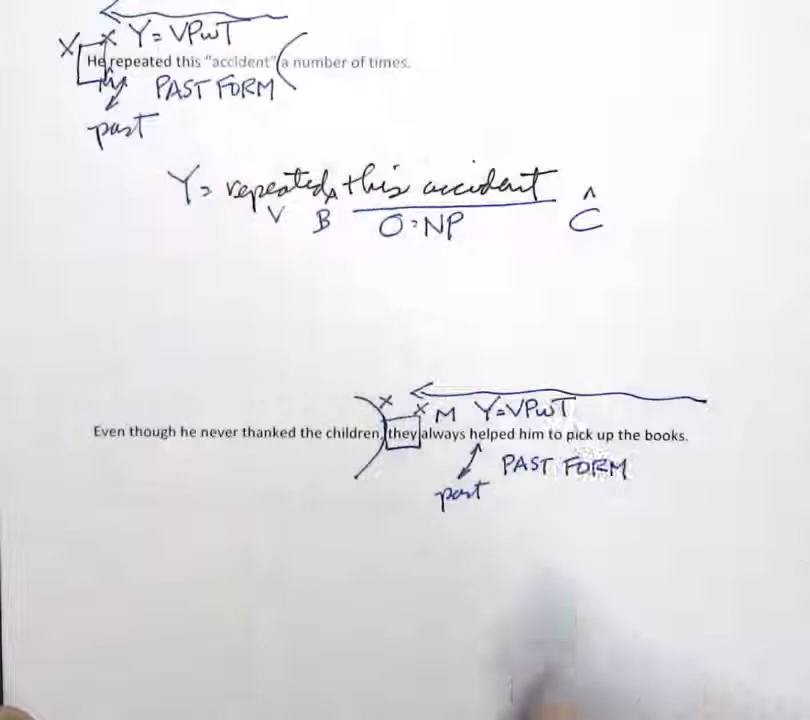 X X Y=VPwT
He repeated this "accident" a number of times.
PAST FORM
past
Y= repeated this accident
V B O=NP C
X X M Y=VPwT
Even though he never thanked the children, they always helped him to pick up the books.
PAST FORM
past